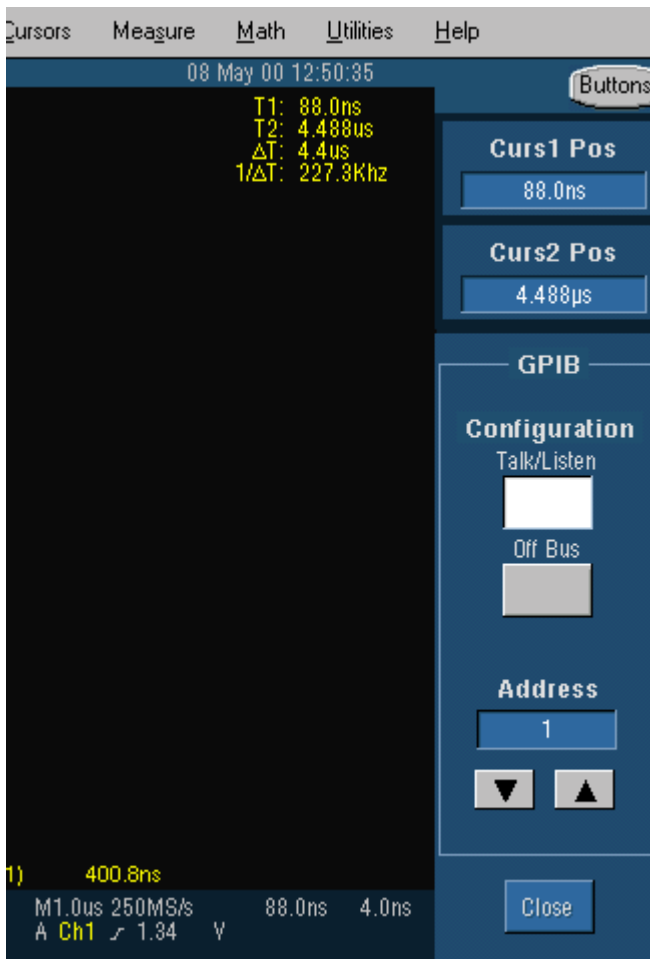 Cursors Measure Math Utilities Help
08 May 00 12:50:35
Buttons
T1: 88.0ns
T2: 4.488us
ΔT: 4.4us
1/ΔT: 227.3Khz
Curs1 Pos
88.0ns
Curs2 Pos
4.488µs
GPIB
Configuration
Talk/Listen
Off Bus
Address
1
1) 400.8ns
M1.0us 250MS/s 88.0ns 4.0ns
A Ch1 1.34 V
Close